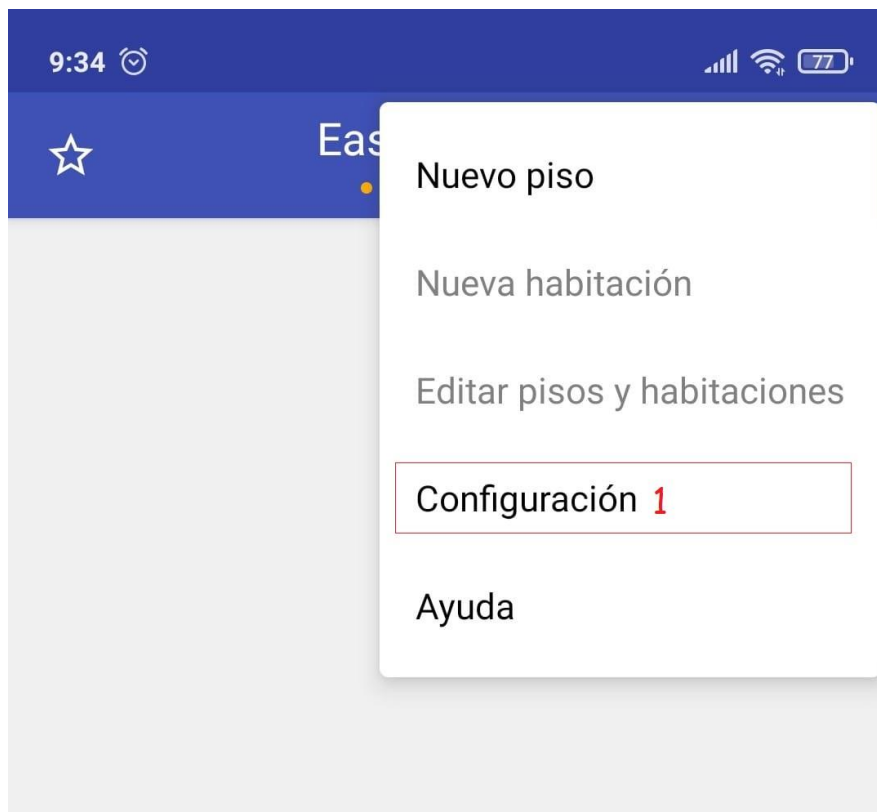 9:34
77
Eas
Nuevo piso
Nueva habitación
Editar pisos y habitaciones
Configuración 1
Ayuda